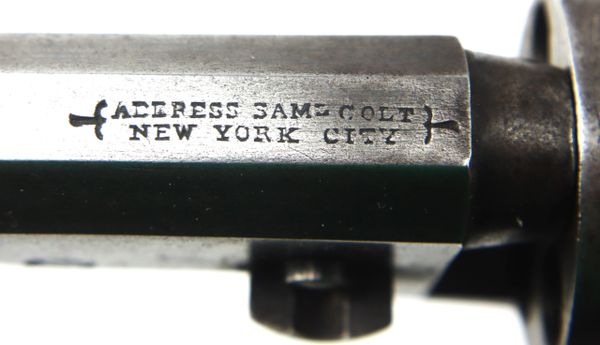 ADDRESS SAML COLT
NEW YORK CITY